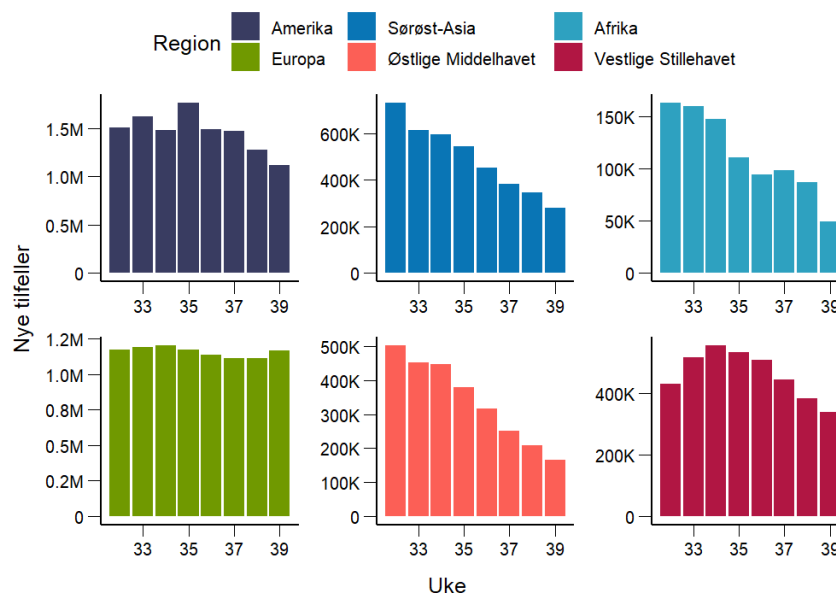 Region
Amerika
Sørøst-Asia
Afrika
Europa
Østlige Middelhavet
Vestlige Stillehavet
Nye tilfeller
1.5M
1.0M
0.5M
0
33 35 37 39
600K
400K
200K
0
33 35 37 39
150K
100K
50K
0
33 35 37 39
1.2M
1.0M
0.8M
0.5M
0.2M
0
33 35 37 39
500K
400K
300K
200K
100K
0
33 35 37 39
400K
200K
0
33 35 37 39
Uke